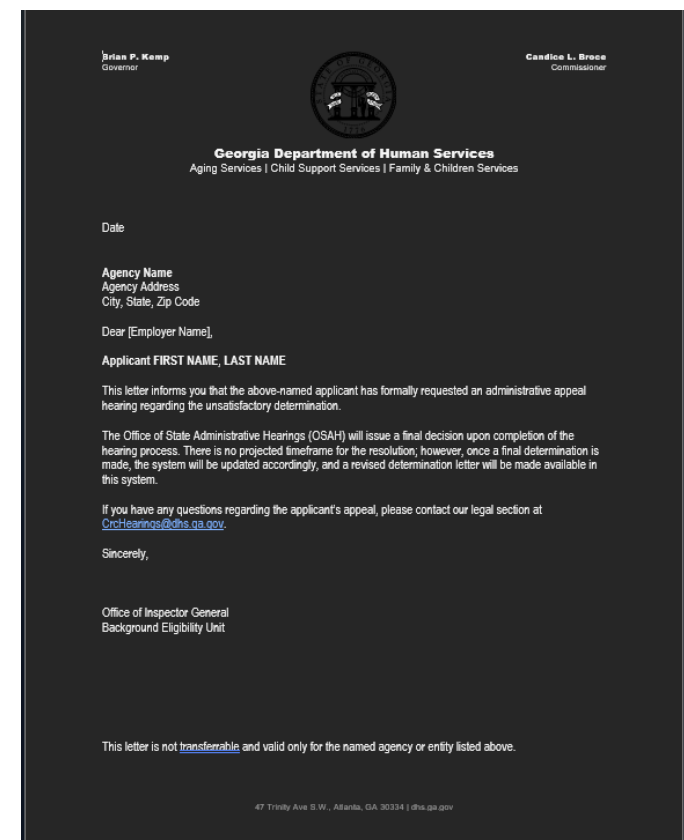 Brian P. Kemp
Governor
Candice L. Broce
Commissioner
STATE OF GEORGIA
1776
Georgia Department of Human Services
Aging Services | Child Support Services | Family & Children Services
Date
Agency Name
Agency Address
City, State, Zip Code
Dear [Employer Name],
Applicant FIRST NAME, LAST NAME
This letter informs you that the above-named applicant has formally requested an administrative appeal
hearing regarding the unsatisfactory determination.
The Office of State Administrative Hearings (OSAH) will issue a final decision upon completion of the
hearing process. There is no projected timeframe for the resolution; however, once a final determination is
made, the system will be updated accordingly, and a revised determination letter will be made available in
this system.
If you have any questions regarding the applicant's appeal, please contact our legal section at
CrcHearings@dhs.ga.gov.
Sincerely,
Office of Inspector General
Background Eligibility Unit
This letter is not transferrable and valid only for the named agency or entity listed above.
47 Trinity Ave S.W., Atlanta, GA 30334 | dhs.ga.gov